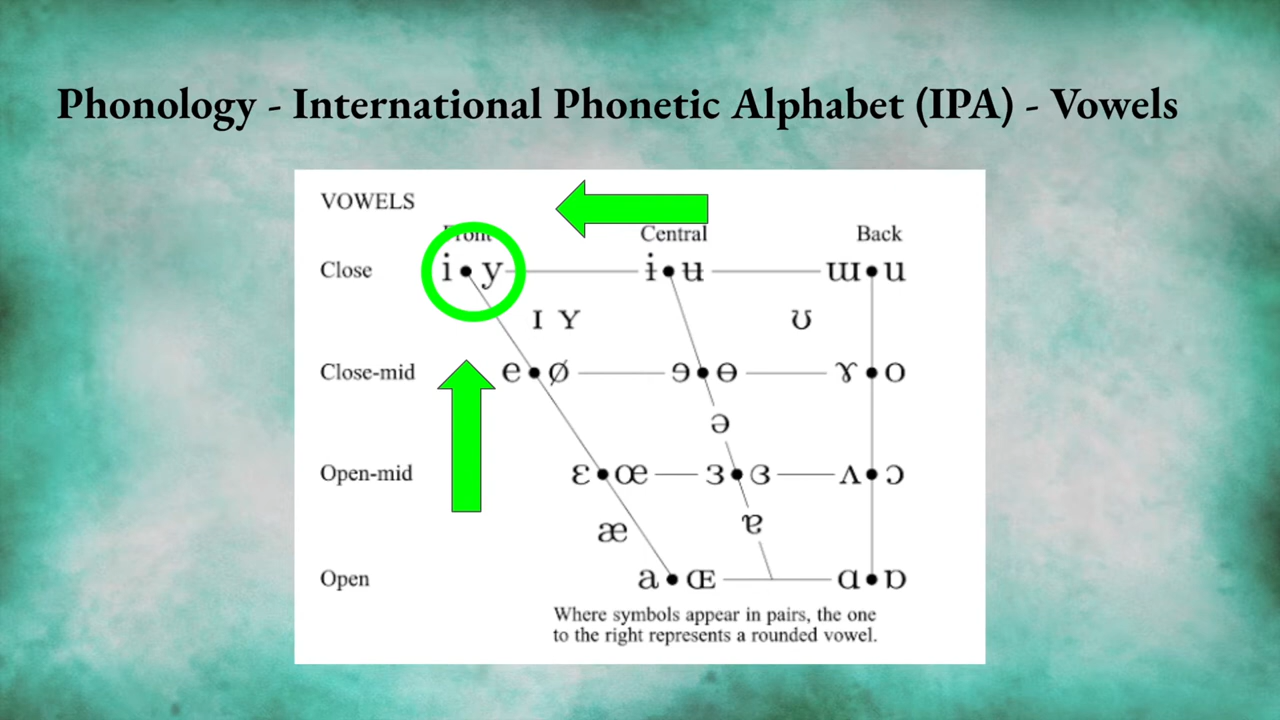 Phonology - International Phonetic Alphabet (IPA) - Vowels
VOWELS
Front Central Back
Close i y ɨ ʉ ɯ u
ɪ ʏ ʊ
Close-mid e ø ɘ ɵ ɤ o
ə
Open-mid ɛ œ ɜ ɞ ʌ ɔ
æ ɐ
Open a ɶ ɑ ɒ
Where symbols appear in pairs, the one
to the right represents a rounded vowel.